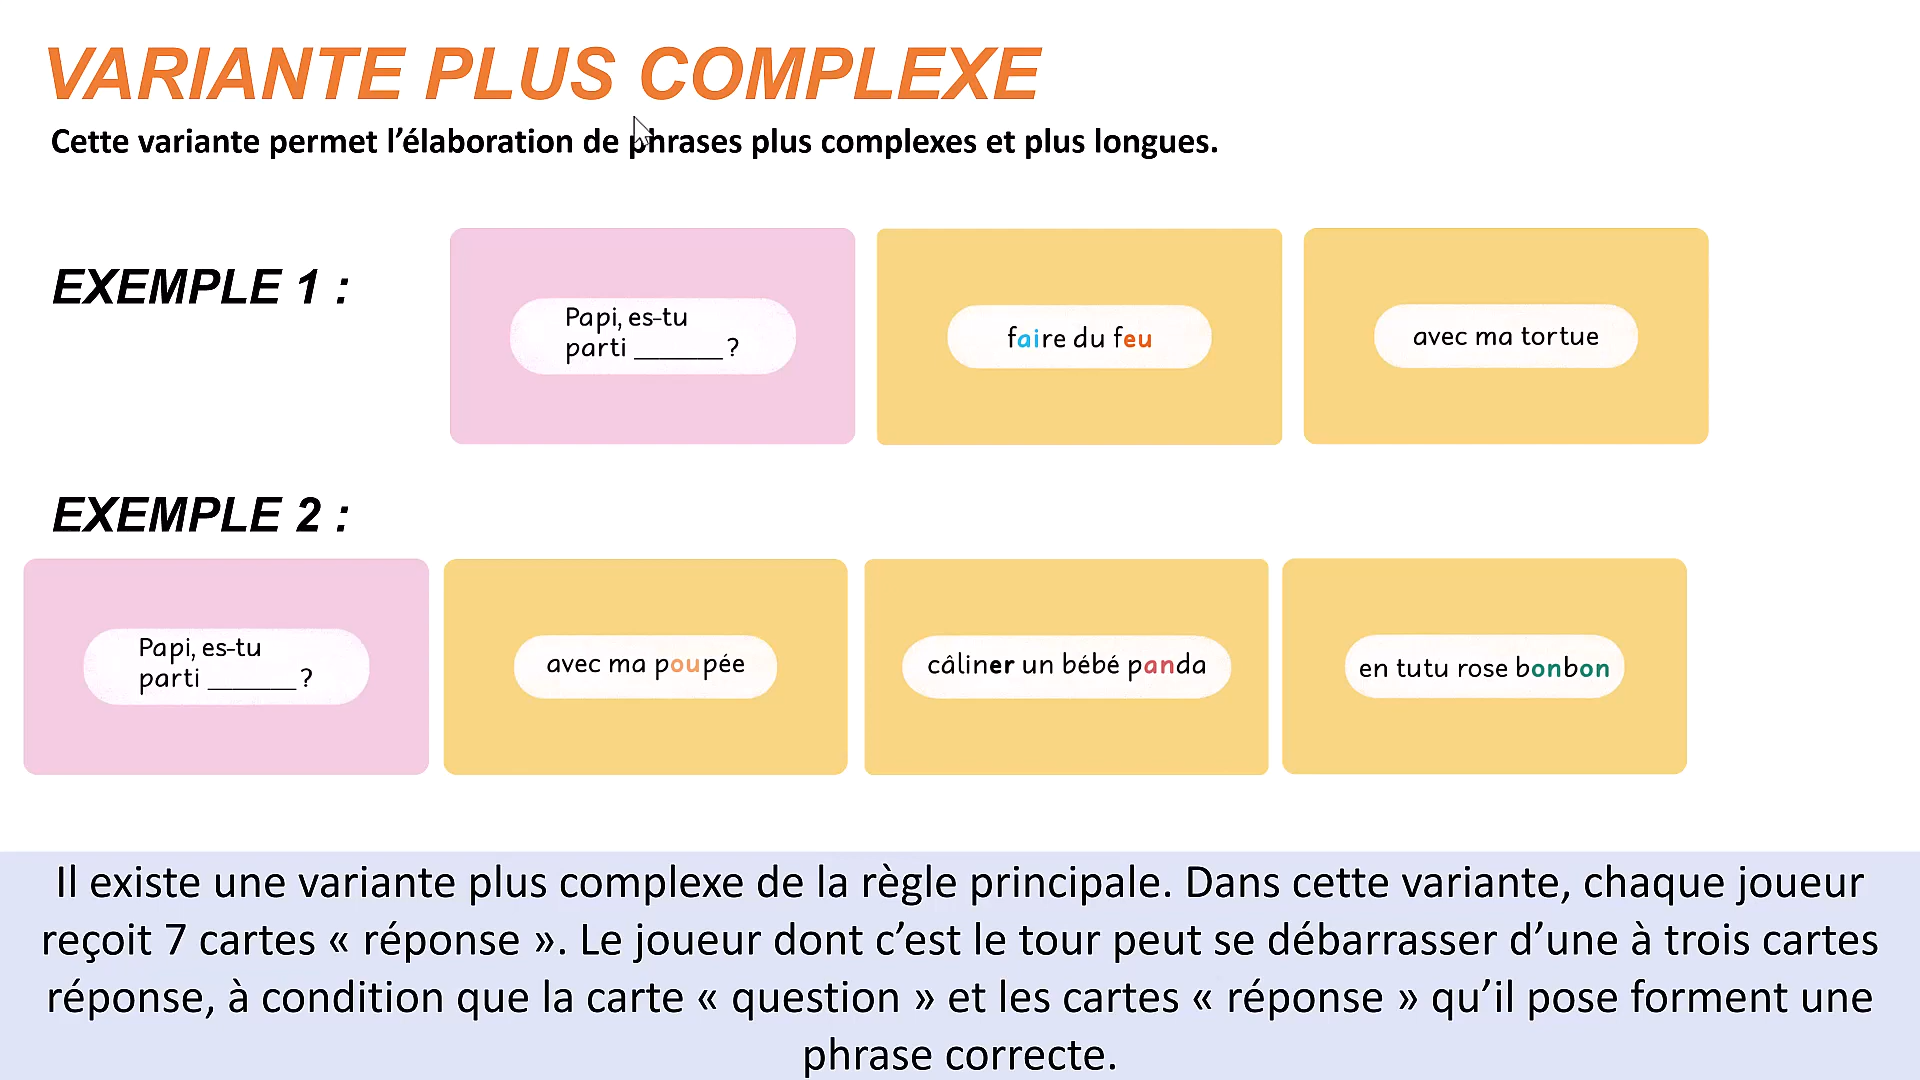 VARIANTE PLUS COMPLEXE
Cette variante permet l’élaboration de phrases plus complexes et plus longues.
EXEMPLE 1 :
Papi, es-tu
parti _______ ?
faire du feu
avec ma tortue
EXEMPLE 2 :
Papi, es-tu
parti _______ ?
avec ma poupée
câliner un bébé panda
en tutu rose bonbon
Il existe une variante plus complexe de la règle principale. Dans cette variante, chaque joueur
reçoit 7 cartes « réponse ». Le joueur dont c’est le tour peut se débarrasser d’une à trois cartes
réponse, à condition que la carte « question » et les cartes « réponse » qu’il pose forment une
phrase correcte.